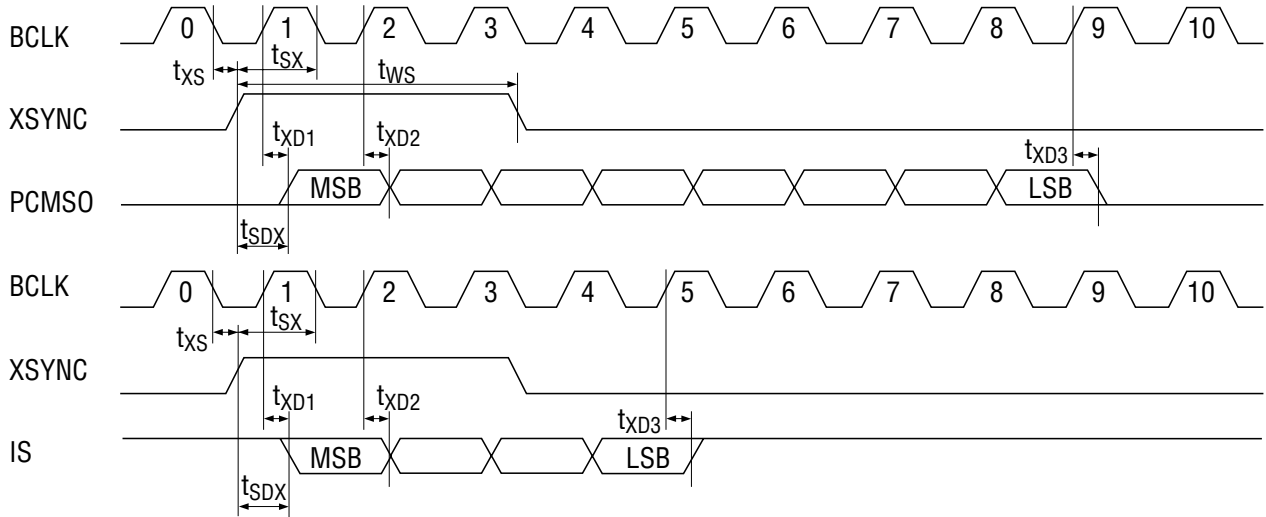 BCLK 0 1 2 3 4 5 6 7 8 9 10
tXS tSX tWS
XSYNC
tXD1 tXD2 tXD3
PCMSO MSB LSB
tSDX
BCLK 0 1 2 3 4 5 6 7 8 9 10
tXS tSX
XSYNC
tXD1 tXD2 tXD3
IS MSB LSB
tSDX